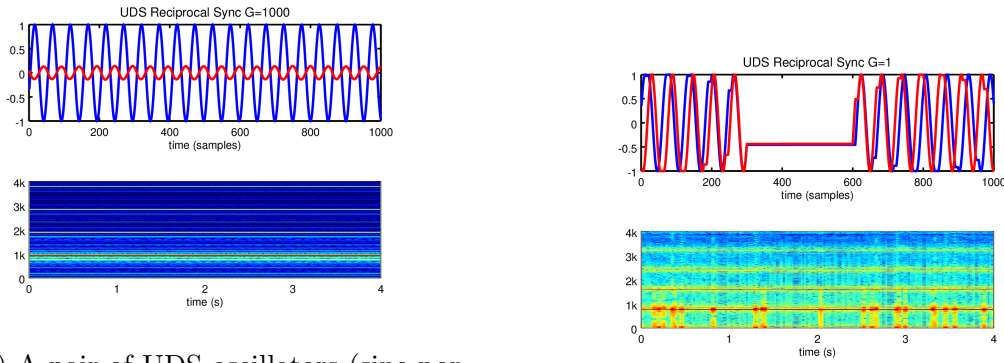 UDS Reciprocal Sync G=1000
1
0.5
0
-0.5
-1
0 200 400 600 800 1000
time (samples)
4k
3k
2k
1k
0
0 1 2 3 4
time (s)
UDS Reciprocal Sync G=1
1
0.5
0
-0.5
-1
0 200 400 600 800 1000
time (samples)
4k
3k
2k
1k
0
0 1 2 3 4
time (s)
) A pair of UDS oscillators (sine per